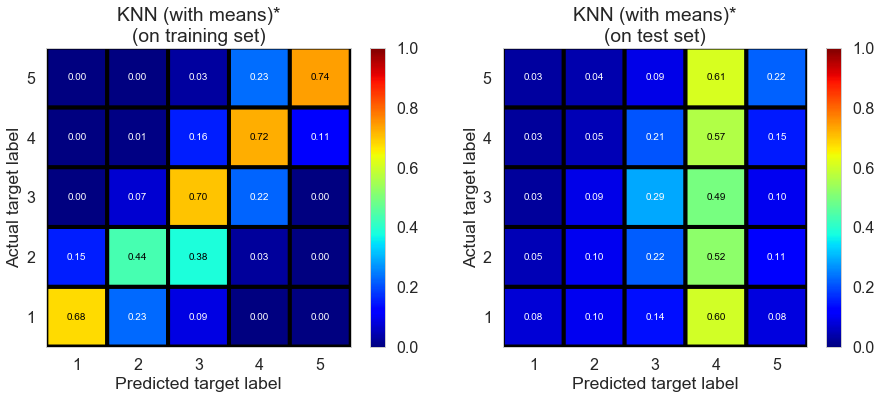 KNN (with means)*
(on training set)
Actual target label
5
0.00 0.00 0.03 0.23 0.74
4
0.00 0.01 0.16 0.72 0.11
3
0.00 0.07 0.70 0.22 0.00
2
0.15 0.44 0.38 0.03 0.00
1
0.68 0.23 0.09 0.00 0.00
1 2 3 4 5
Predicted target label
1.0
0.8
0.6
0.4
0.2
0.0
KNN (with means)*
(on test set)
Actual target label
5
0.03 0.04 0.09 0.61 0.22
4
0.03 0.05 0.21 0.57 0.15
3
0.03 0.09 0.29 0.49 0.10
2
0.05 0.10 0.22 0.52 0.11
1
0.08 0.10 0.14 0.60 0.08
1 2 3 4 5
Predicted target label
1.0
0.8
0.6
0.4
0.2
0.0